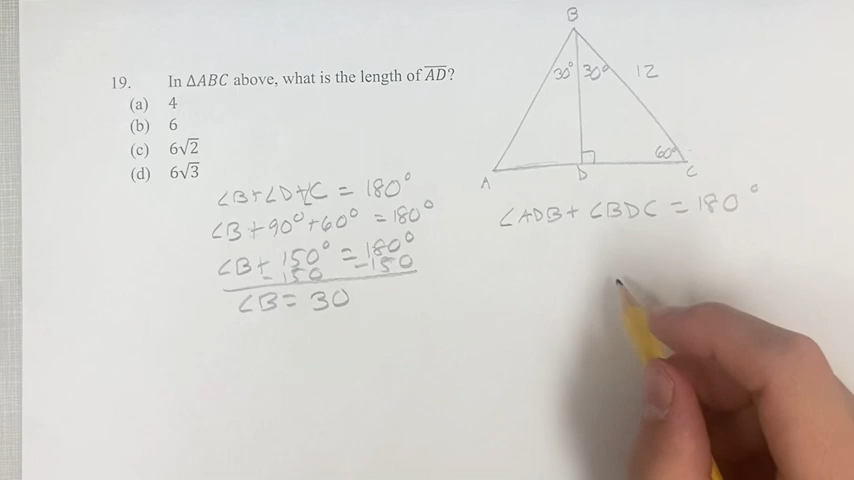 19. In ΔABC above, what is the length of A̅D̅?
(a) 4
(b) 6
(c) 6√2
(d) 6√3
B
30° 30°
12
60°
A
D
C
∠B+∠D+∠C = 180°
∠B+90°+60° = 180°
∠B+ 150° = 180°
-150 -150
∠B = 30
∠ADB + ∠BDC = 180°